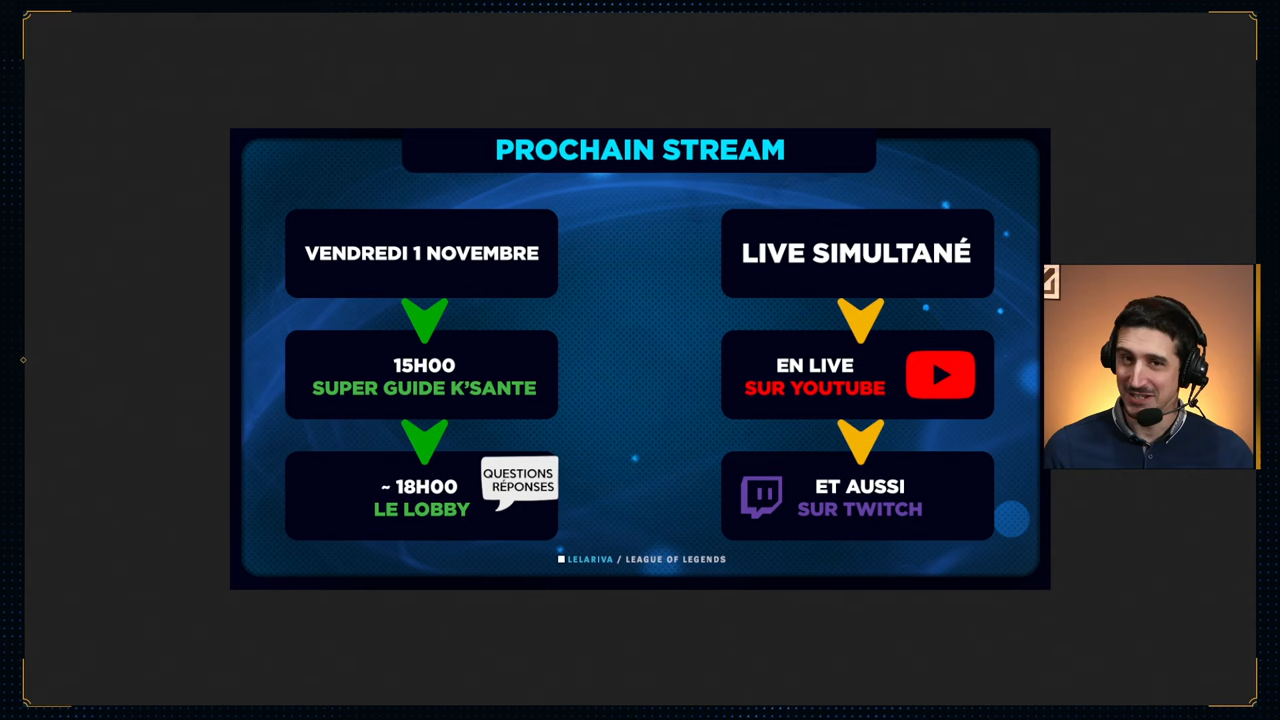 PROCHAIN STREAM
VENDREDI 1 NOVEMBRE
15H00
SUPER GUIDE K'SANTE
~ 18H00
LE LOBBY
QUESTIONS
RÉPONSES
LIVE SIMULTANÉ
EN LIVE
SUR YOUTUBE
ET AUSSI
SUR TWITCH
LELARIVA / LEAGUE OF LEGENDS